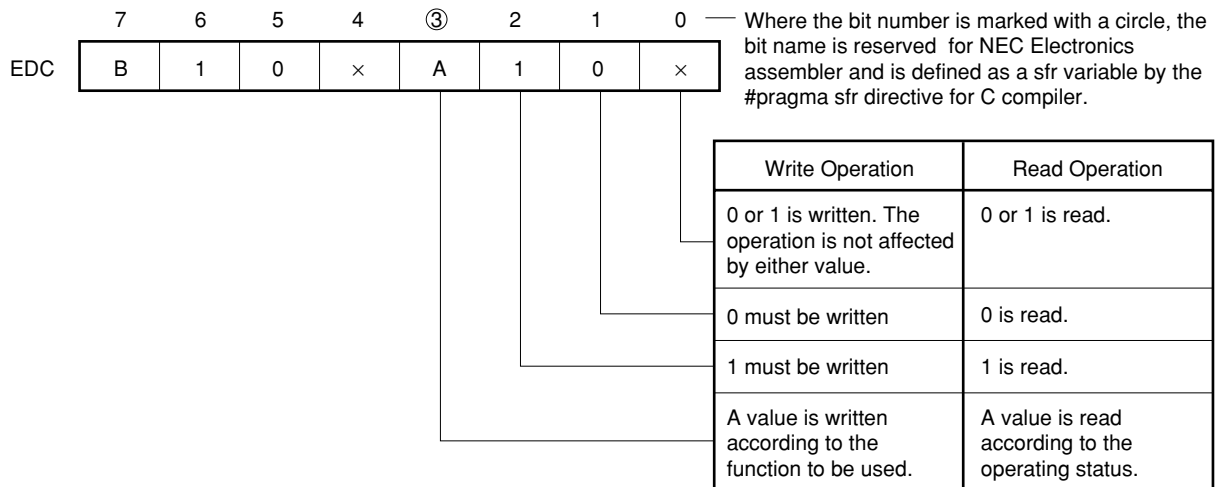 7 6 5 4 ③ 2 1 0 Where the bit number is marked with a circle, the
bit name is reserved for NEC Electronics
assembler and is defined as a sfr variable by the
#pragma sfr directive for C compiler.
EDC B 1 0 × A 1 0 ×
Write Operation Read Operation
0 or 1 is written. The 0 or 1 is read.
operation is not affected
by either value.
0 must be written 0 is read.
1 must be written 1 is read.
A value is written A value is read
according to the according to the
function to be used. operating status.